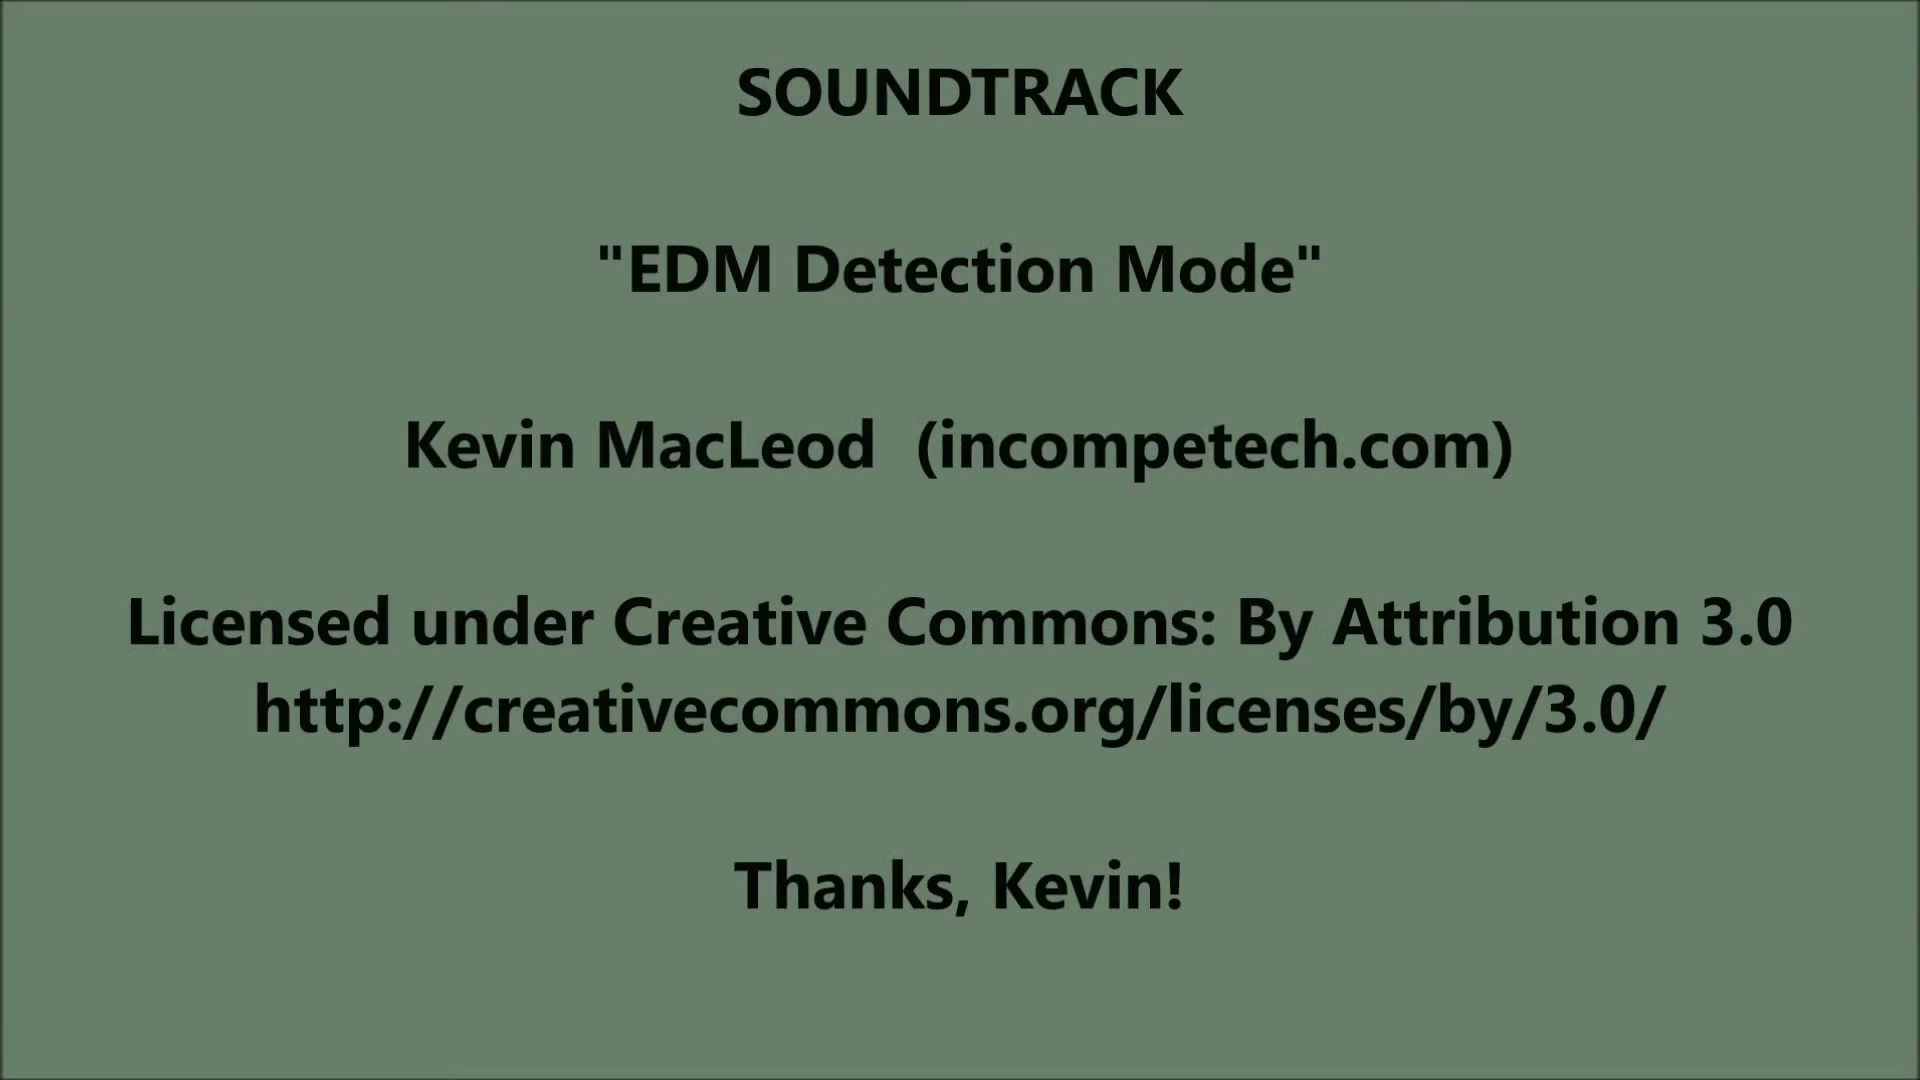 SOUNDTRACK
"EDM Detection Mode"
Kevin MacLeod  (incompetech.com)
Licensed under Creative Commons: By Attribution 3.0
http://creativecommons.org/licenses/by/3.0/
Thanks, Kevin!